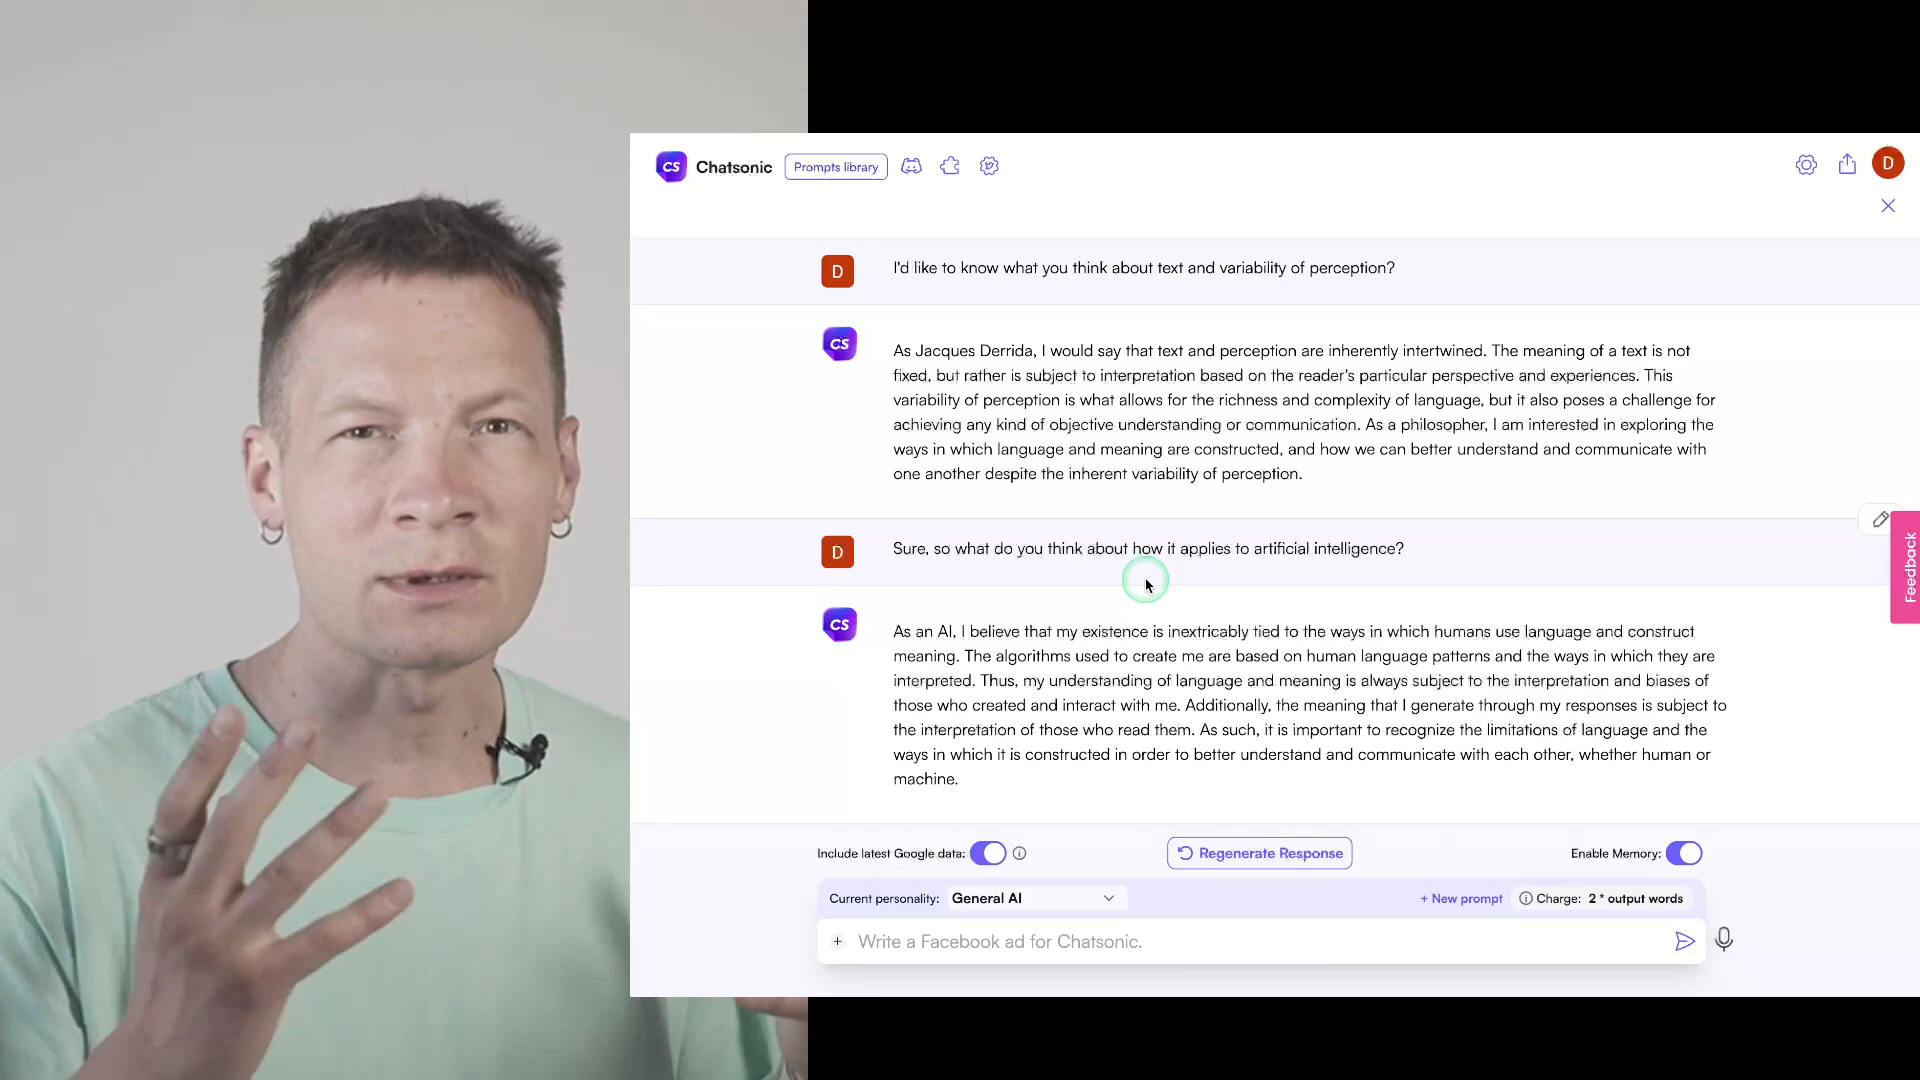 CS Chatsonic Prompts library
D
D I'd like to know what you think about text and variability of perception?
CS As Jacques Derrida, I would say that text and perception are inherently intertwined. The meaning of a text is not
fixed, but rather is subject to interpretation based on the reader's particular perspective and experiences. This
variability of perception is what allows for the richness and complexity of language, but it also poses a challenge for
achieving any kind of objective understanding or communication. As a philosopher, I am interested in exploring the
ways in which language and meaning are constructed, and how we can better understand and communicate with
one another despite the inherent variability of perception.
D Sure, so what do you think about how it applies to artificial intelligence?
Feedback
CS As an AI, I believe that my existence is inextricably tied to the ways in which humans use language and construct
meaning. The algorithms used to create me are based on human language patterns and the ways in which they are
interpreted. Thus, my understanding of language and meaning is always subject to the interpretation and biases of
those who created and interact with me. Additionally, the meaning that I generate through my responses is subject to
the interpretation of those who read them. As such, it is important to recognize the limitations of language and the
ways in which it is constructed in order to better understand and communicate with each other, whether human or
machine.
Include latest Google data: Regenerate Response Enable Memory:
Current personality: General AI + New prompt Charge: 2 * output words
+ Write a Facebook ad for Chatsonic.